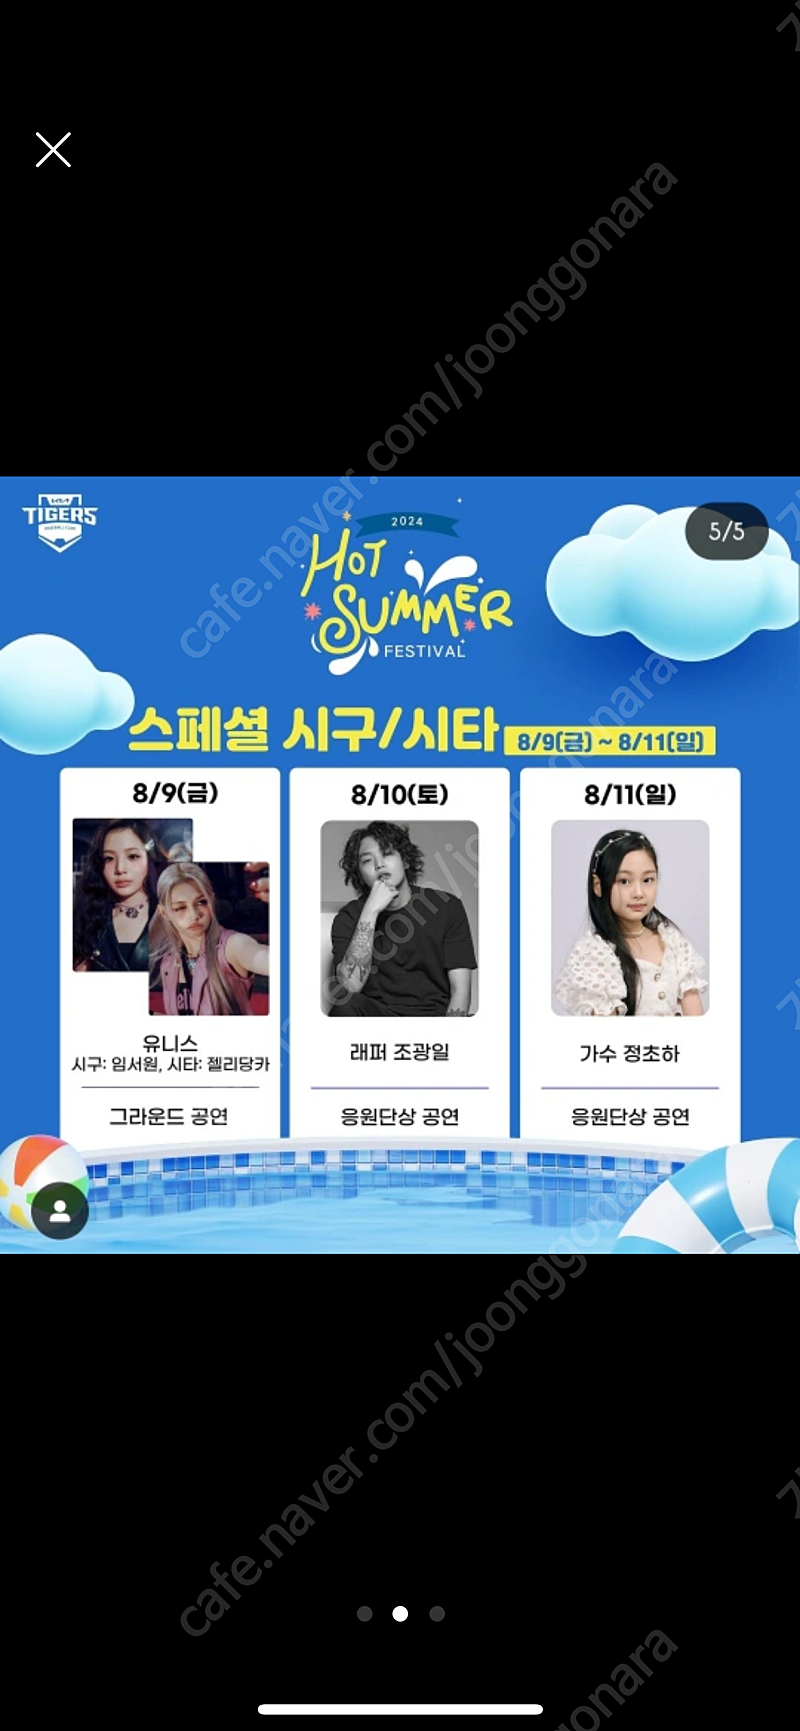 cafe.naver.com/joonggonara
TIGERS
2024
5/5
HOT
SUMMER
FESTIVAL
스페셜 시구/시타 8/9(금) ~ 8/11(일)
8/9(금)
8/10(토)
8/11(일)
유니스
시구: 임서원, 시타: 젤리당카
래퍼 조광일
가수 정초하
그라운드 공연
응원단상 공연
응원단상 공연
cafe.naver.com/joonggonara